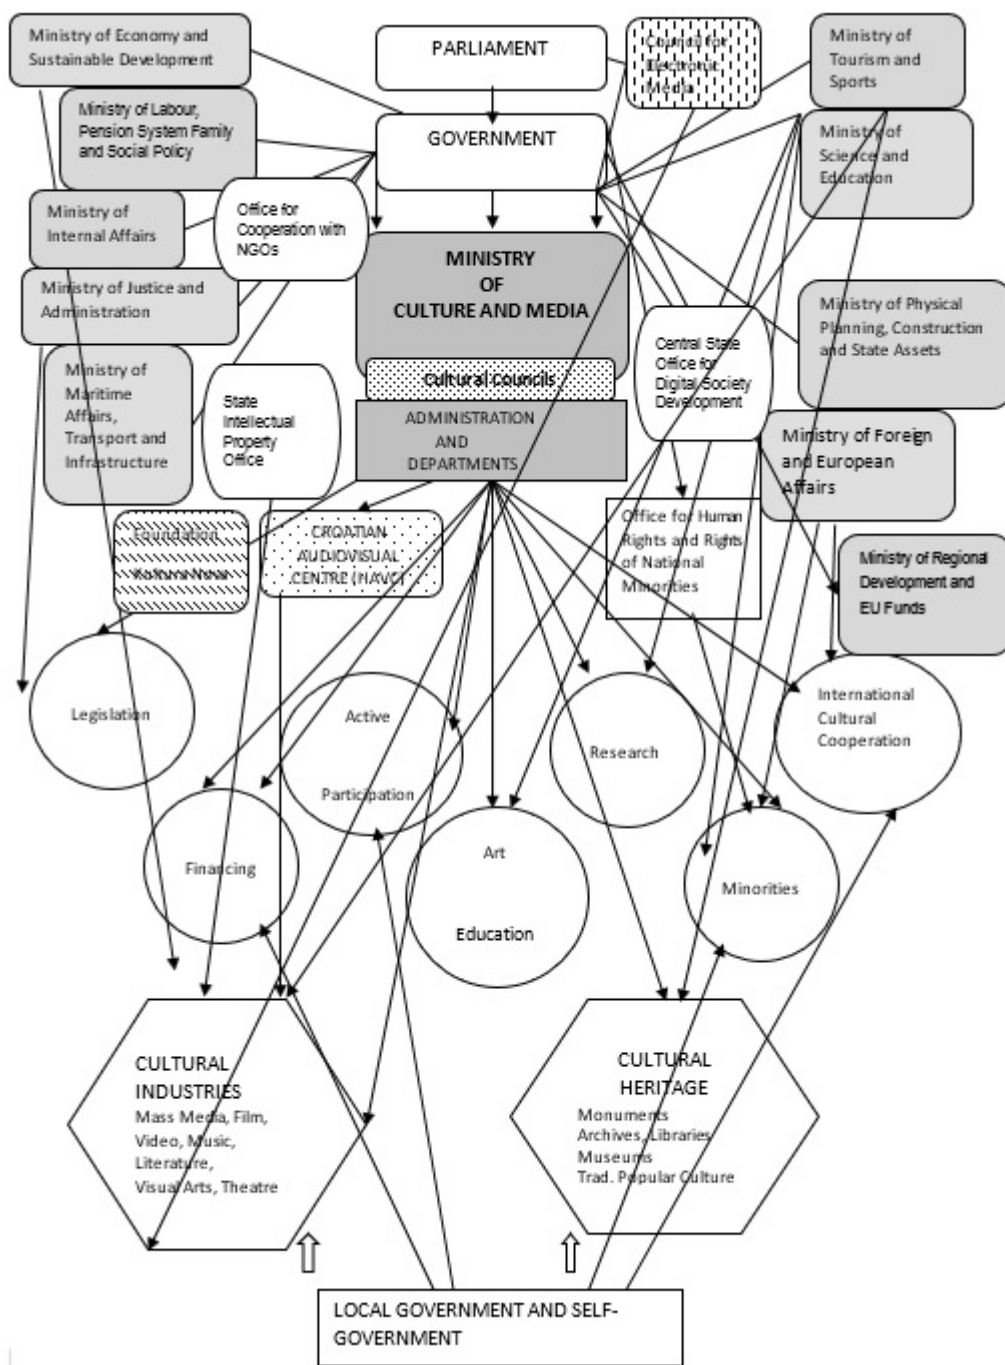 Ministry of Economy and
Sustainable Development
PARLIAMENT
Council for
Electronic
Media
Ministry of
Tourism and
Sports
Ministry of Labour,
Pension System Family
and Social Policy
GOVERNMENT
Ministry of
Science and
Education
Ministry of
Internal Affairs
Office for
Cooperation with
NGOs
MINISTRY
OF
CULTURE AND MEDIA
Ministry of Justice and
Administration
Ministry of Physical
Planning, Construction
and State Assets
Central State
Office for
Digital Society
Development
Ministry of
Maritime
Affairs,
Transport and
Infrastructure
State
Intellectual
Property
Office
Cultural Councils
ADMINISTRATION
AND
DEPARTMENTS
Ministry of Foreign
and European
Affairs
Foundation
Kultura Nova
CROATIAN
AUDIOVISUAL
CENTRE (HAVC)
Office for Human
Rights and Rights
of National
Minorities
Ministry of Regional
Development and
EU Funds
Legislation
Active
Participation
Research
International
Cultural
Cooperation
Financing
Art
Education
Minorities
CULTURAL
INDUSTRIES
Mass Media, Film,
Video, Music,
Literature,
Visual Arts, Theatre
CULTURAL
HERITAGE
Monuments
Archives, Libraries
Museums
Trad. Popular Culture
LOCAL GOVERNMENT AND SELF-
GOVERNMENT